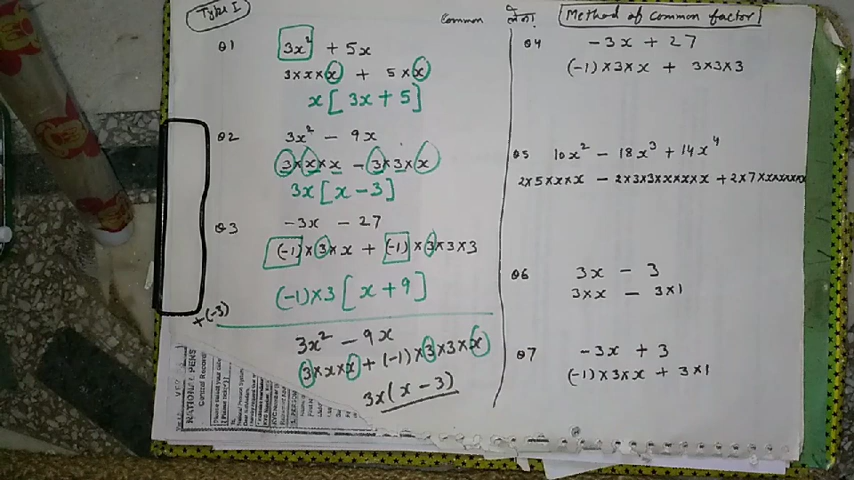 Type I
Common लेना
Method of common factor
Q1 3x² + 5x
3×x×x + 5×x
x[3x+5]
Q2 3x² - 9x
3×x×x - 3×3×x
3x[x-3]
Q3 -3x - 27
(-1)×3×x + (-1)×3×3×3
(-1)×3[x+9]
+(-3)
3x² - 9x
3×x×x + (-1)×3×3×x
3x(x-3)
NATIONAL PENS
Q4 -3x + 27
(-1)×3×x + 3×3×3
Q5 10x² - 18x³ + 14x⁴
2×5×x×x - 2×3×3×x×x×x + 2×7×x×x×x×x
Q6 3x - 3
3×x - 3×1
Q7 -3x + 3
(-1)×3×x + 3×1